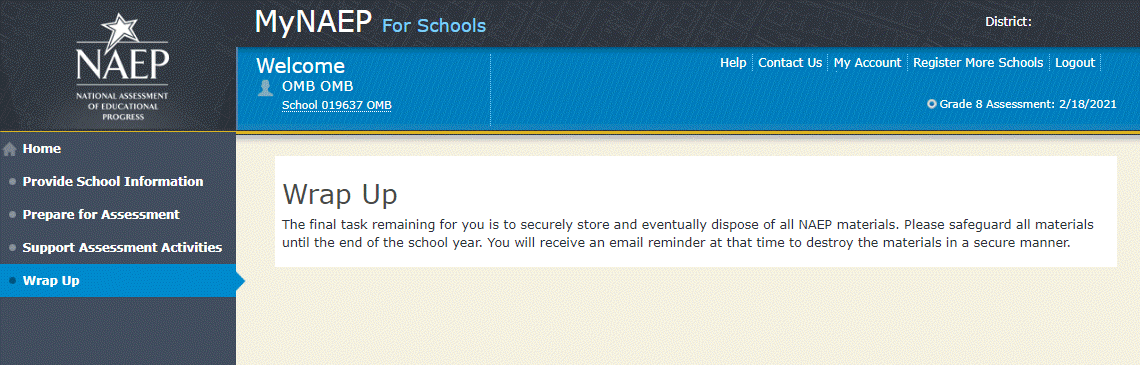 NAEP
NATIONAL ASSESSMENT
OF EDUCATIONAL
PROGRESS
MyNAEP For Schools
District:
Welcome
OMB OMB
School 019637 OMB
Help Contact Us My Account Register More Schools Logout
Grade 8 Assessment: 2/18/2021
Home
Provide School Information
Prepare for Assessment
Support Assessment Activities
Wrap Up
Wrap Up
The final task remaining for you is to securely store and eventually dispose of all NAEP materials. Please safeguard all materials
until the end of the school year. You will receive an email reminder at that time to destroy the materials in a secure manner.